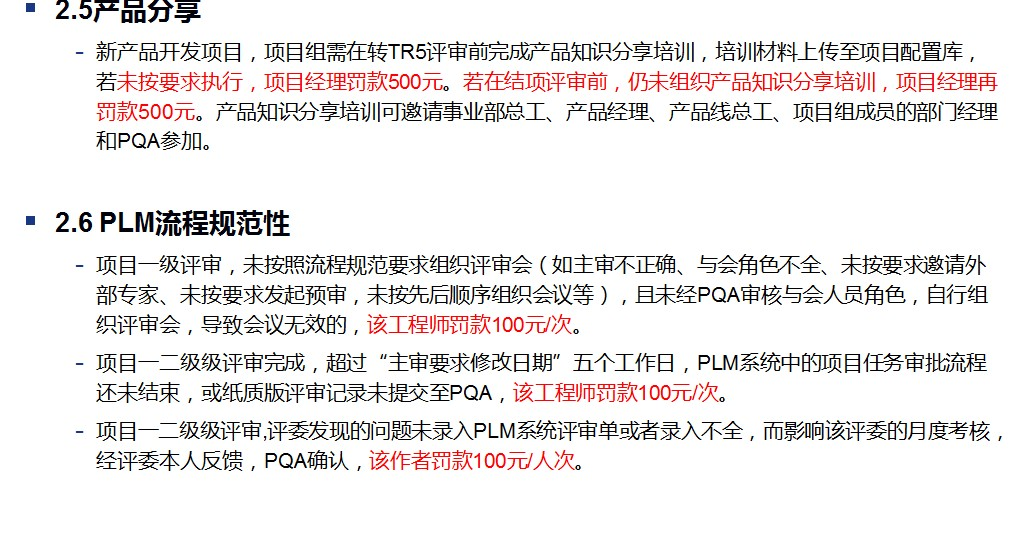 2.5产品分享
- 新产品开发项目，项目组需在转TR5评审前完成产品知识分享培训，培训材料上传至项目配置库，
若未按要求执行，项目经理罚款500元。若在结项评审前，仍未组织产品知识分享培训，项目经理再
罚款500元。产品知识分享培训可邀请事业部总工、产品经理、产品线总工、项目组成员的部门经理
和PQA参加。
2.6 PLM流程规范性
- 项目一级评审，未按照流程规范要求组织评审会（如主审不正确、与会角色不全、未按要求邀请外
部专家、未按要求发起预审，未按先后顺序组织会议等），且未经PQA审核与会人员角色，自行组
织评审会，导致会议无效的，该工程师罚款100元/次。
- 项目一二级级评审完成，超过“主审要求修改日期”五个工作日，PLM系统中的项目任务审批流程
还未结束，或纸质版评审记录未提交至PQA，该工程师罚款100元/次。
- 项目一二级级评审,评委发现的问题未录入PLM系统评审单或者录入不全，而影响该评委的月度考核，
经评委本人反馈，PQA确认，该作者罚款100元/人次。